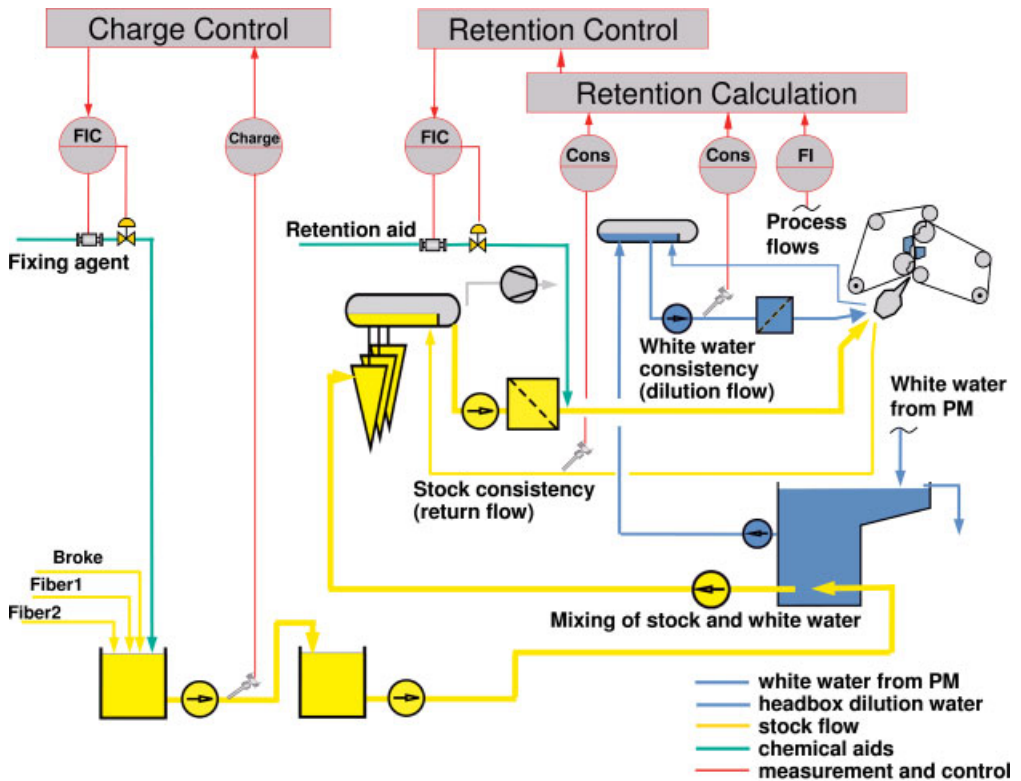 Charge Control
Retention Control
Retention Calculation
FIC
Charge
FIC
Cons
Cons
FI
Process
flows
Retention aid
Fixing agent
White water
consistency
(dilution flow)
White water
from PM
Stock consistency
(return flow)
Broke
Fiber1
Fiber2
Mixing of stock and white water
white water from PM
headbox dilution water
stock flow
chemical aids
measurement and control